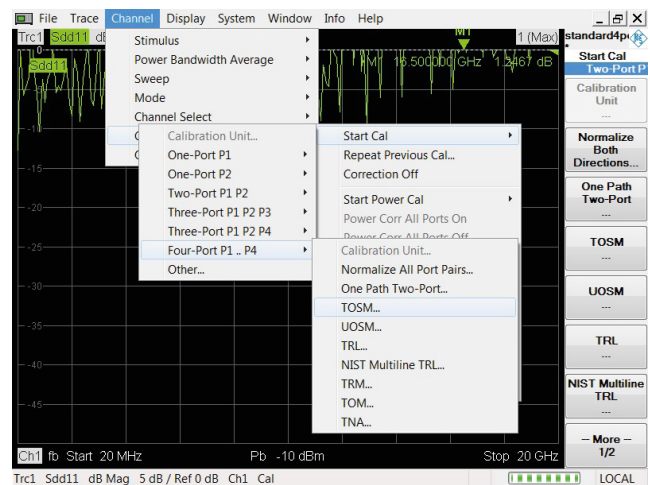 File Trace Channel Display System Window Info Help
Trc1 Sdd11 dB
M1
1 (Max)
standard4p
Sdd11
M1 16.500000 GHz 1.2467 dB
0
Stimulus
Power Bandwidth Average
Sweep
Mode
Channel Select
C
C
Start Cal
Repeat Previous Cal...
Correction Off
Start Power Cal
Power Corr All Ports On
Power Corr All Ports Off
Calibration Unit...
One-Port P1
One-Port P2
Two-Port P1 P2
Three-Port P1 P2 P3
Three-Port P1 P2 P4
Four-Port P1 .. P4
Other...
Calibration Unit...
Normalize All Port Pairs...
One Path Two-Port...
TOSM...
UOSM...
TRL...
NIST Multiline TRL...
TRM...
TOM...
TNA...
-15
-20
-25
-30
-35
-40
-45
Start Cal
Two-Port P
Calibration
Unit
...
Normalize
Both
Directions...
One Path
Two-Port
...
TOSM
...
UOSM
...
TRL
...
NIST Multiline
TRL
...
– More –
1/2
Ch1 fb Start 20 MHz Pb -10 dBm Stop 20 GHz
Trc1 Sdd11 dB Mag 5 dB / Ref 0 dB Ch1 Cal LOCAL